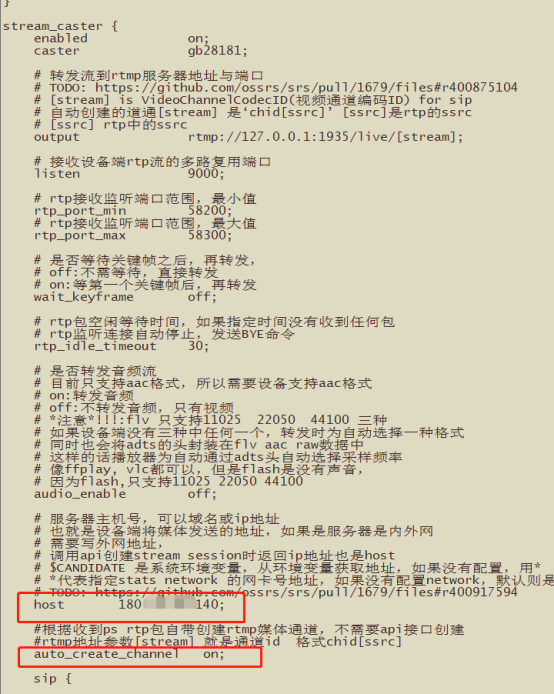 }
stream_caster {
enabled on;
caster gb28181;
# 转发流到rtmp服务器地址与端口
# TODO: https://github.com/ossrs/srs/pull/1679/files#r400875104
# [stream] is VideoChannelCodecID(视频通道编码ID) for sip
# 自动创建的道通[stream] 是‘chid[ssrc]’ [ssrc]是rtp的ssrc
# [ssrc] rtp中的ssrc
output rtmp://127.0.0.1:1935/live/[stream];
# 接收设备端rtp流的多路复用端口
listen 9000;
# rtp接收监听端口范围，最小值
rtp_port_min 58200;
# rtp接收监听端口范围，最大值
rtp_port_max 58300;
# 是否等待关键帧之后，再转发，
# off:不需等待，直接转发
# on:等第一个关键帧后，再转发
wait_keyframe off;
# rtp包空闲等待时间，如果指定时间没有收到任何包
# rtp监听连接自动停止，发送BYE命令
rtp_idle_timeout 30;
# 是否转发音频流
# 目前只支持aac格式，所以需要设备支持aac格式
# on:转发音频
# off:不转发音频，只有视频
# *注意*!!!:flv 只支持11025 22050 44100 三种
# 如果设备端没有三种中任何一个，转发时为自动选择一种格式
# 同时也会将adts的头封装在flv aac raw数据中
# 这样的话播放器为自动通过adts头自动选择采样频率
# 像ffplay, vlc都可以，但是flash是没有声音，
# 因为flash,只支持11025 22050 44100
audio_enable off;
# 服务器主机号，可以域名或ip地址
# 也就是设备端将媒体发送的地址，如果是服务器是内外网
# 需要写外网地址，
# 调用api创建stream session时返回ip地址也是host
# $CANDIDATE 是系统环境变量，从环境变量获取地址，如果没有配置，用*
# *代表指定stats network 的网卡号地址，如果没有配置network，默认则是
# TODO: https://github.com/ossrs/srs/pull/1679/files#r400917594
host 180 140;
#根据收到ps rtp包自带创建rtmp媒体通道，不需要api接口创建
#rtmp地址参数[stream] 就是通道id 格式chid[ssrc]
auto_create_channel on;
sip {